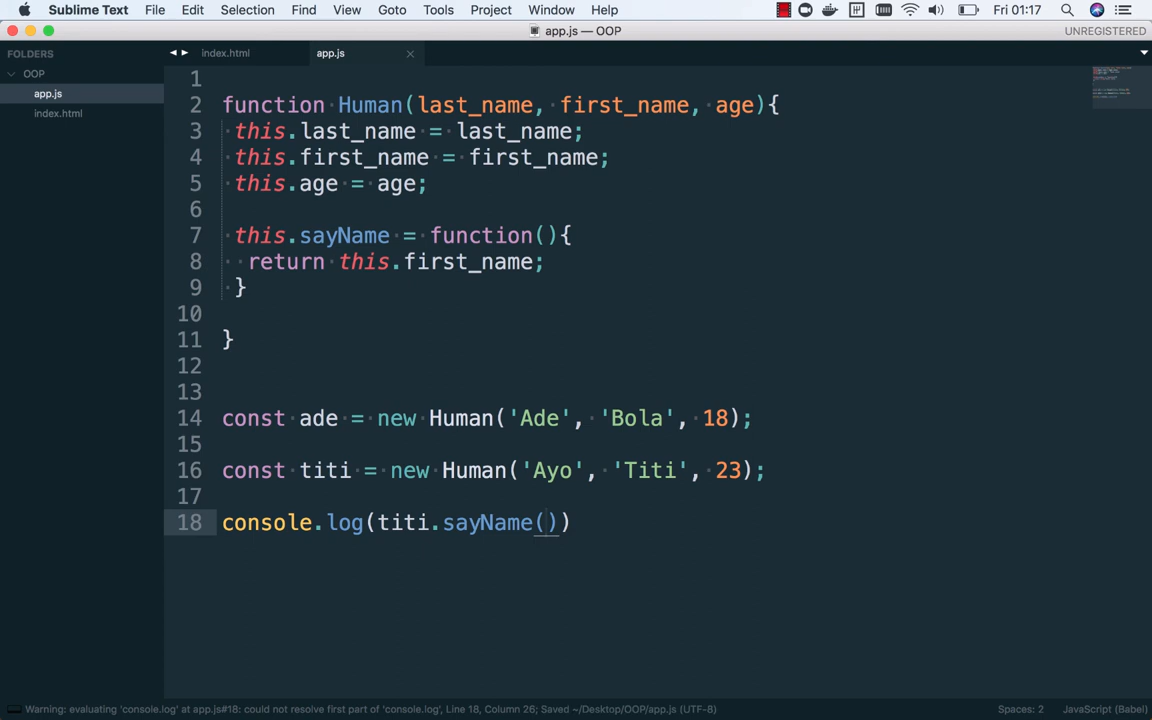 Sublime Text File Edit Selection Find View Goto Tools Project Window Help Fri 01:17
app.js — OOP UNREGISTERED
FOLDERS
OOP
app.js
index.html
index.html app.js
1
2 function Human(last_name, first_name, age){
3 this.last_name = last_name;
4 this.first_name = first_name;
5 this.age = age;
6
7 this.sayName = function(){
8 return this.first_name;
9 }
10
11 }
12
13
14 const ade = new Human('Ade', 'Bola', 18);
15
16 const titi = new Human('Ayo', 'Titi', 23);
17
18 console.log(titi.sayName())
Warning: evaluating 'console.log' at app.js#18: could not resolve first part of 'console.log', Line 18, Column 26; Saved ~/Desktop/OOP/app.js (UTF-8) Spaces: 2 JavaScript (Babel)